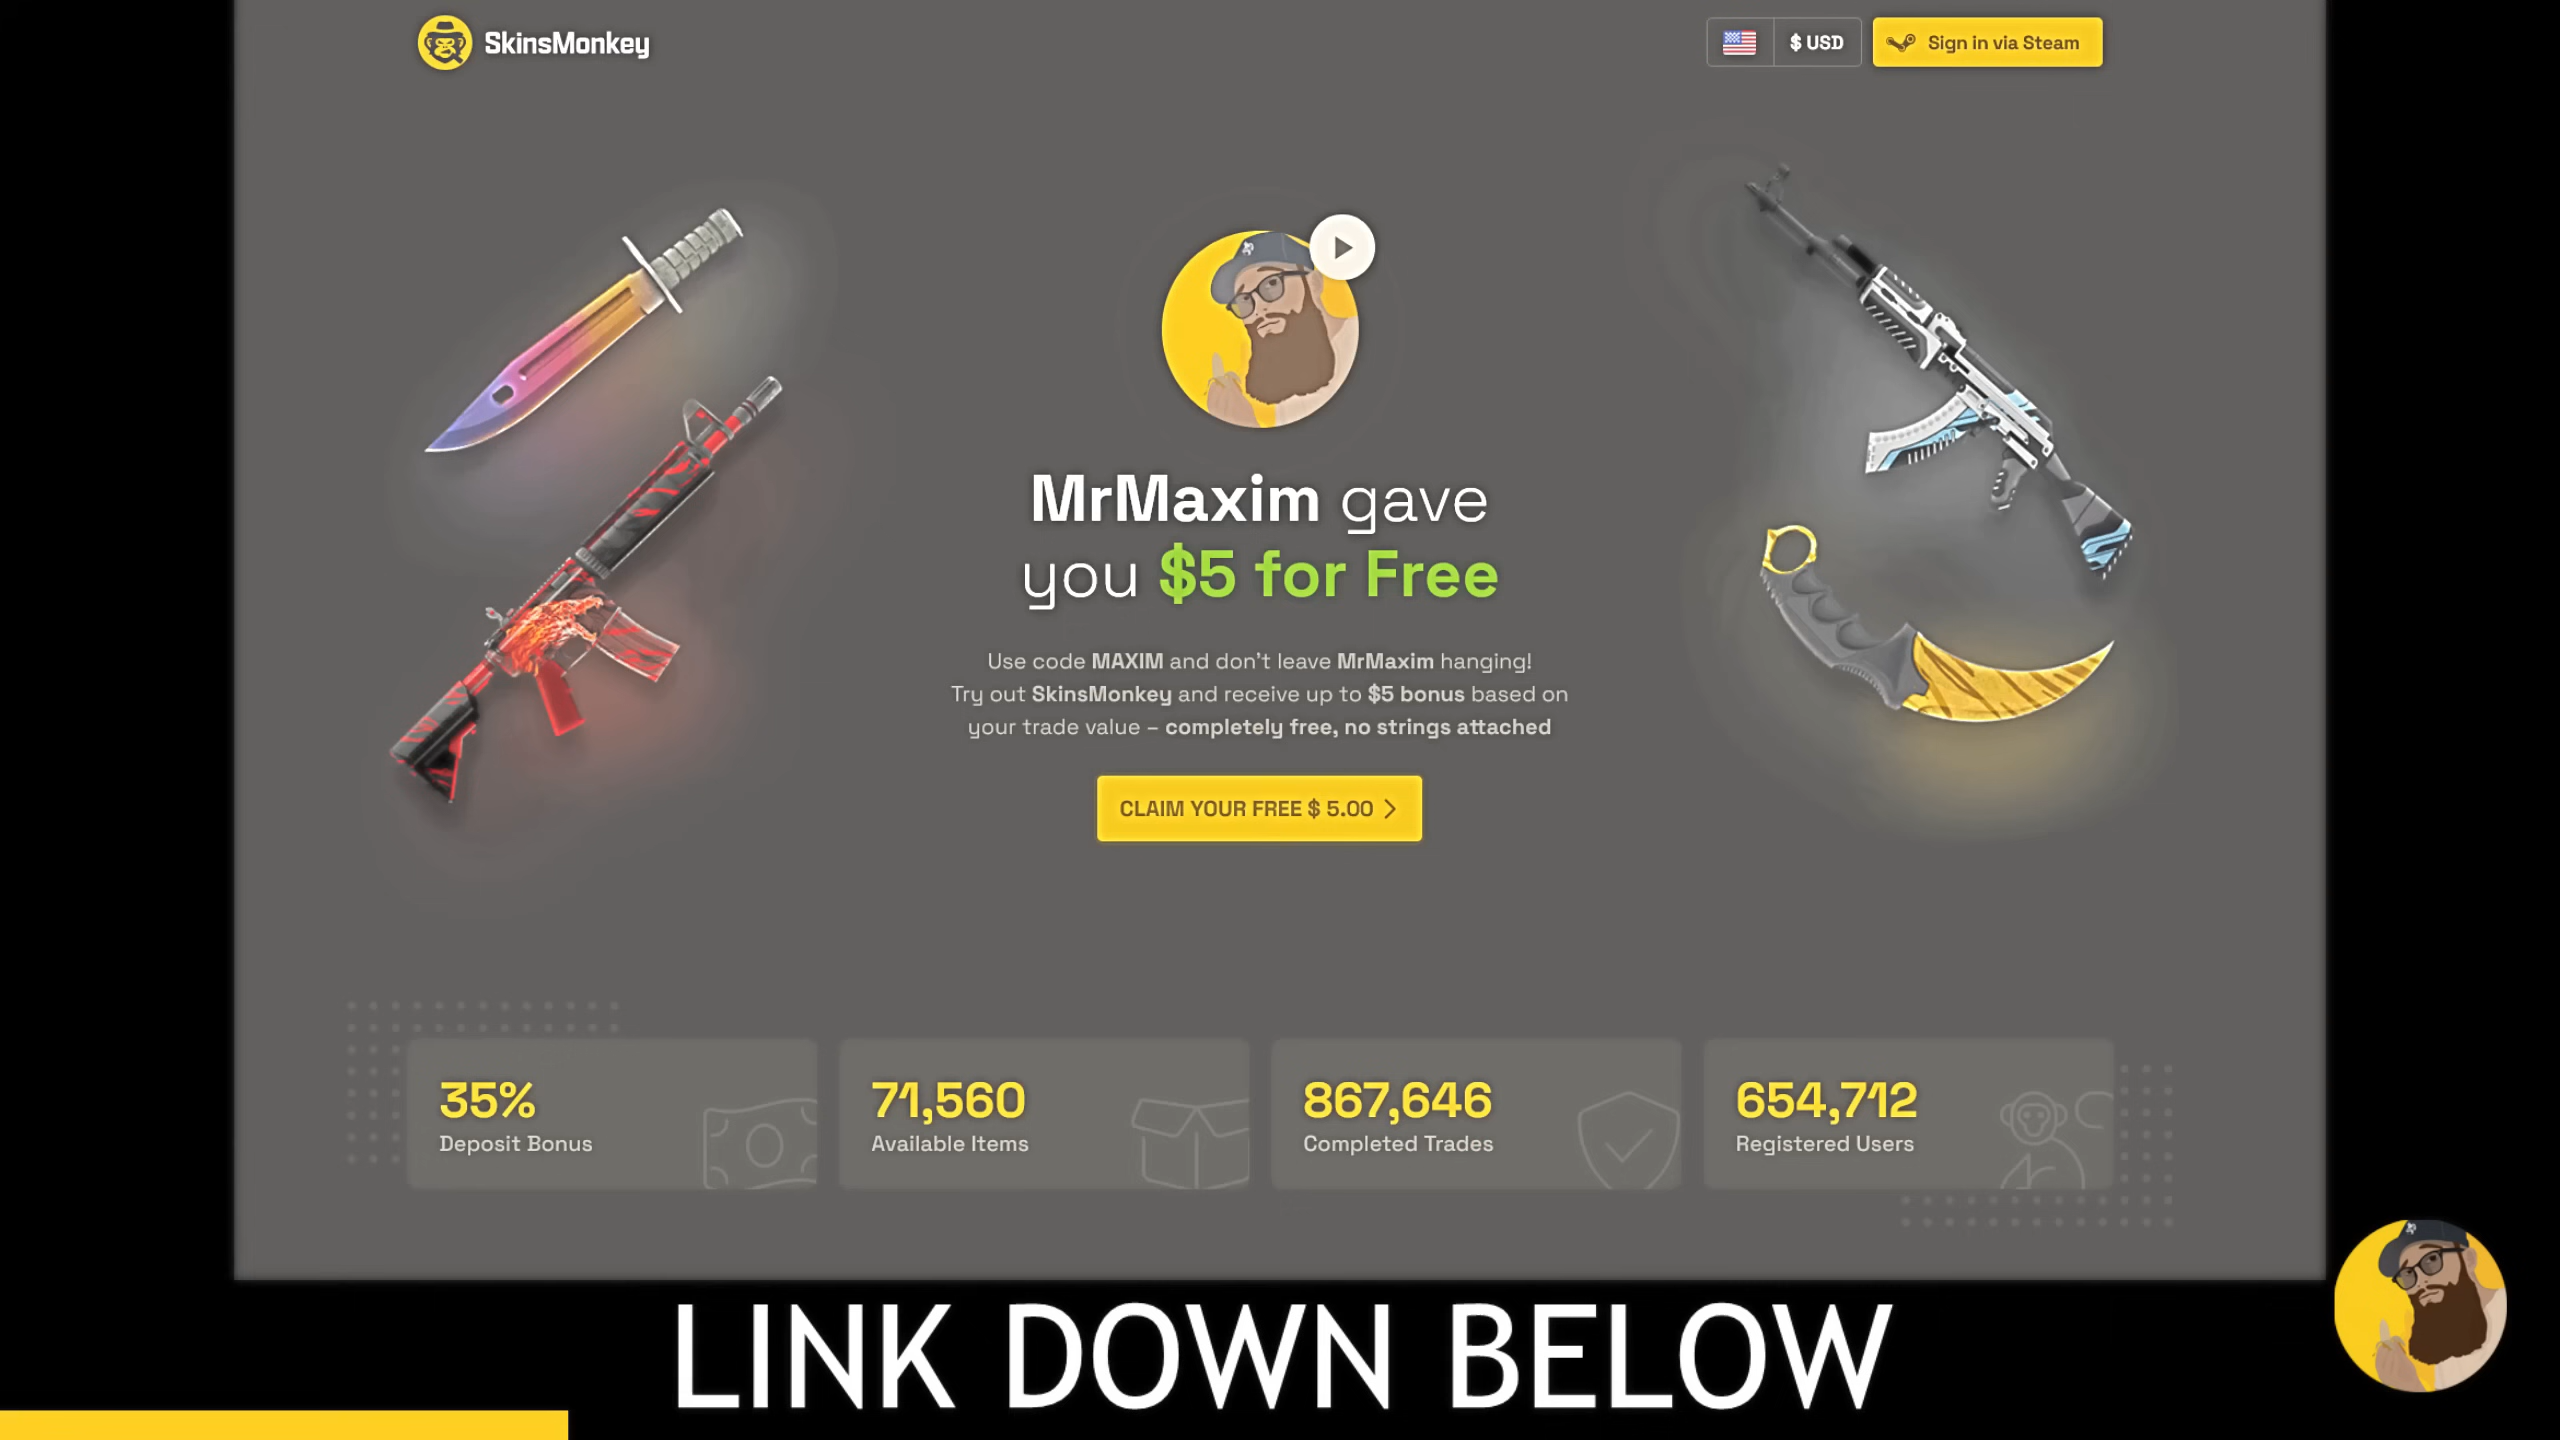 SkinsMonkey
$ USD
Sign in via Steam
MrMaxim gave
you $5 for Free
Use code MAXIM and don't leave MrMaxim hanging!
Try out SkinsMonkey and receive up to $5 bonus based on
your trade value – completely free, no strings attached
CLAIM YOUR FREE $ 5.00
35%
Deposit Bonus
71,560
Available Items
867,646
Completed Trades
654,712
Registered Users
LINK DOWN BELOW